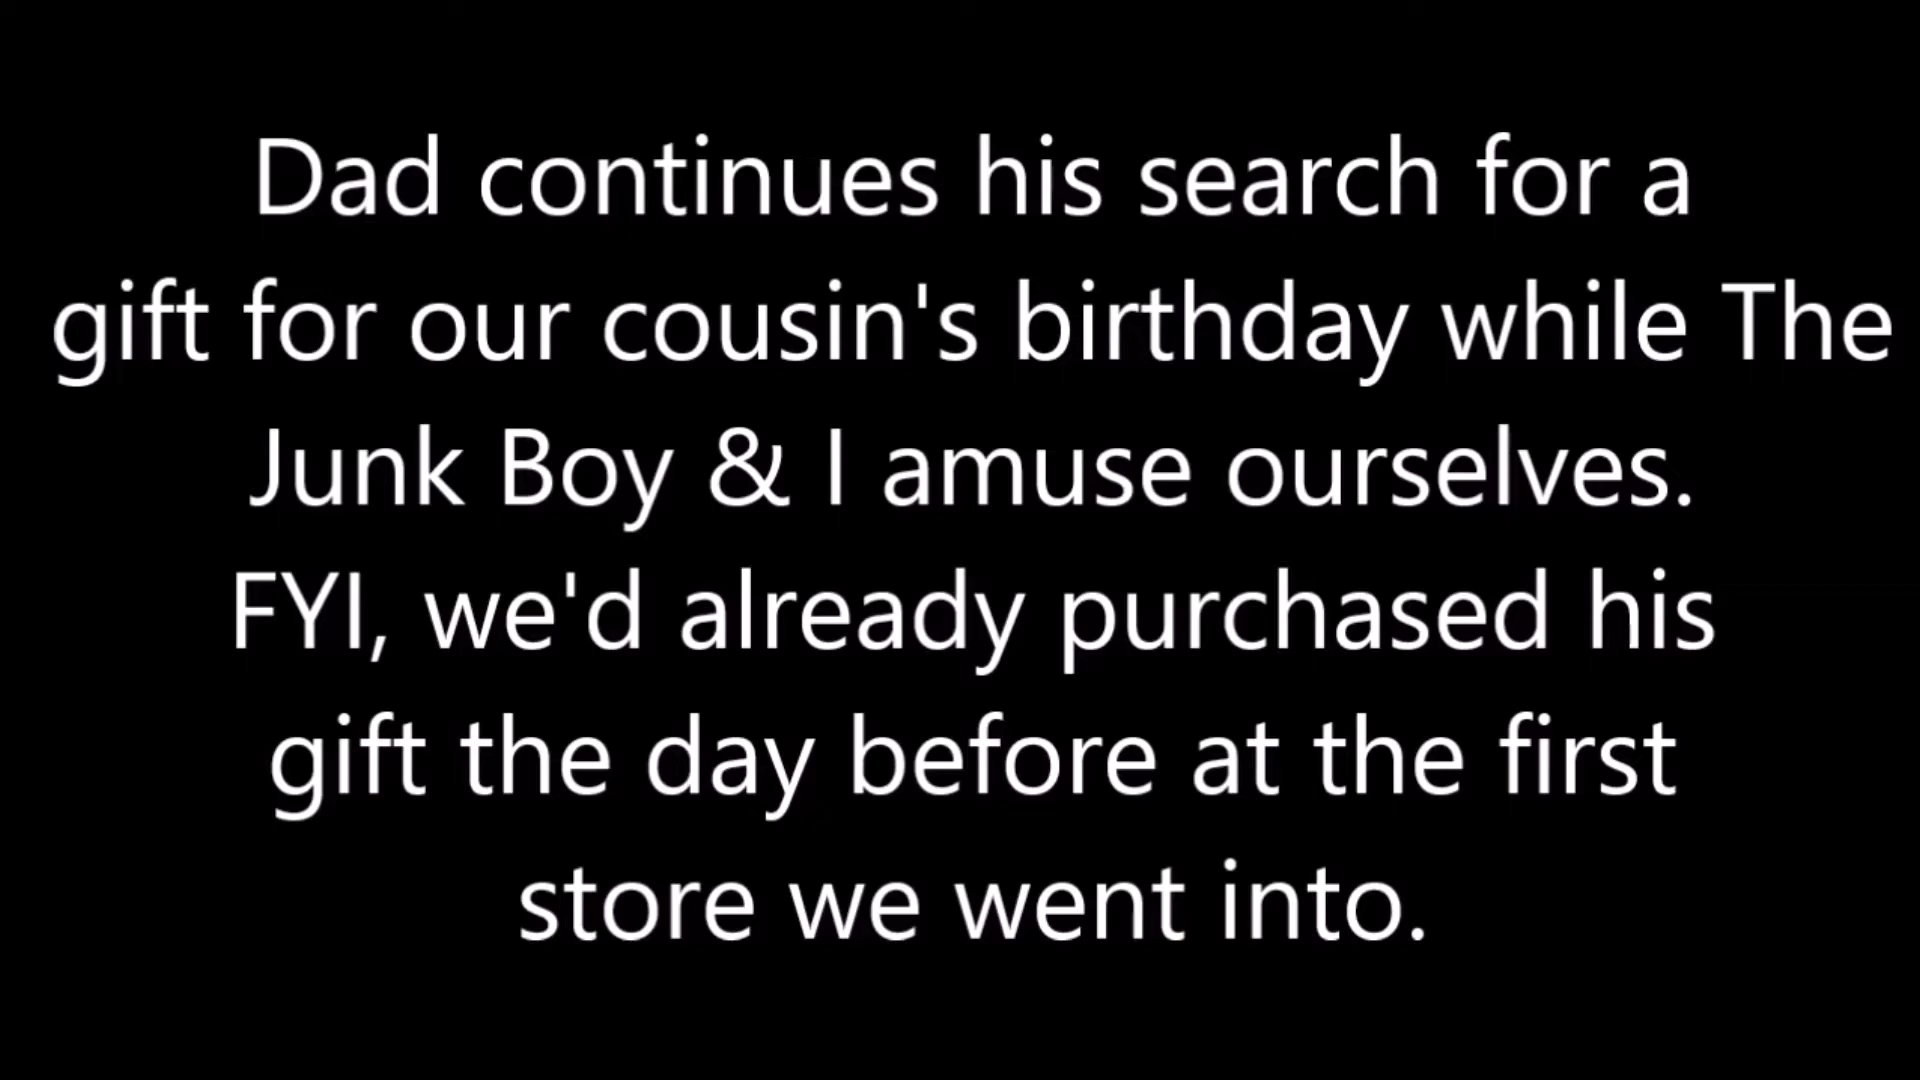 Dad continues his search for a
gift for our cousin's birthday while The
Junk Boy & I amuse ourselves.
FYI, we'd already purchased his
gift the day before at the first
store we went into.